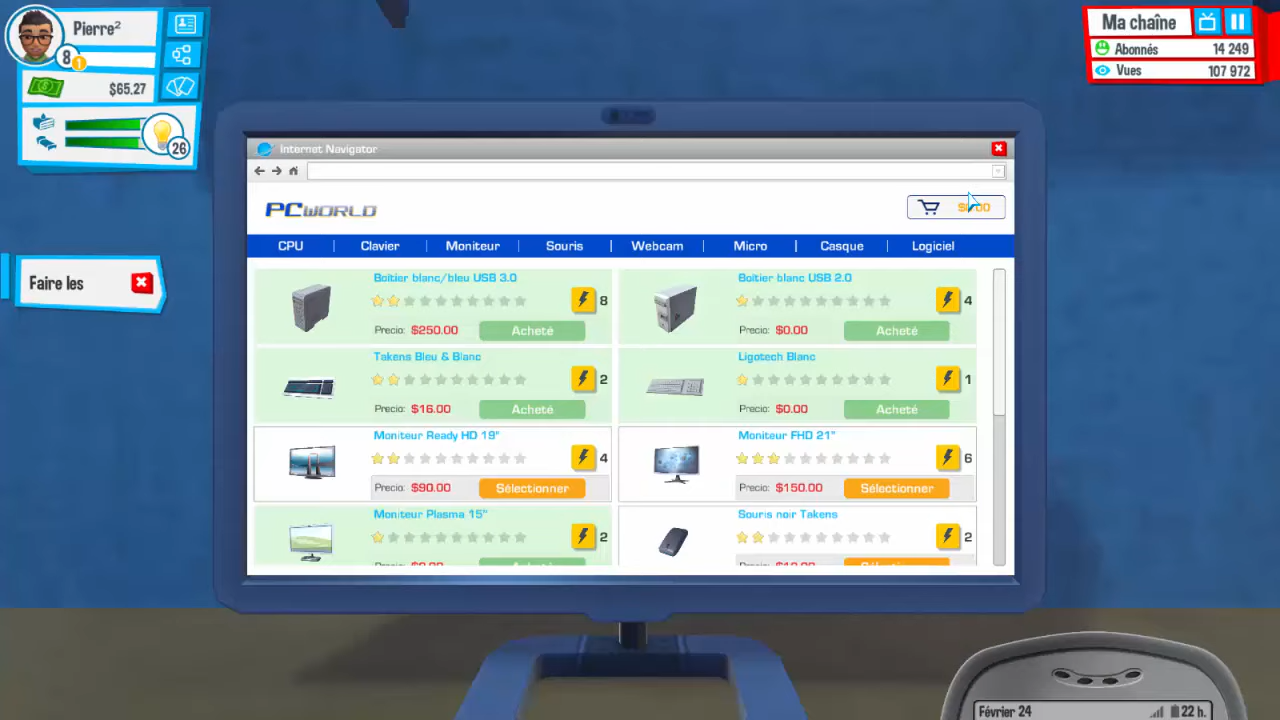 Pierre²
8
1
$65.27
26
Ma chaîne
Abonnés 14 249
Vues 107 972
Faire les
Internet Navigator
PCWORLD
CPU | Clavier | Moniteur | Souris | Webcam | Micro | Casque | Logiciel
Boîtier blanc/bleu USB 3.0
8
Precio: $250.00 Acheté
Boîtier blanc USB 2.0
4
Precio: $0.00 Acheté
Takens Bleu & Blanc
2
Precio: $16.00 Acheté
Ligotech Blanc
1
Precio: $0.00 Acheté
Moniteur Ready HD 19"
4
Precio: $90.00 Sélectionner
Moniteur FHD 21"
6
Precio: $150.00 Sélectionner
Moniteur Plasma 15"
2
Souris noir Takens
2
Février 24
22 h.